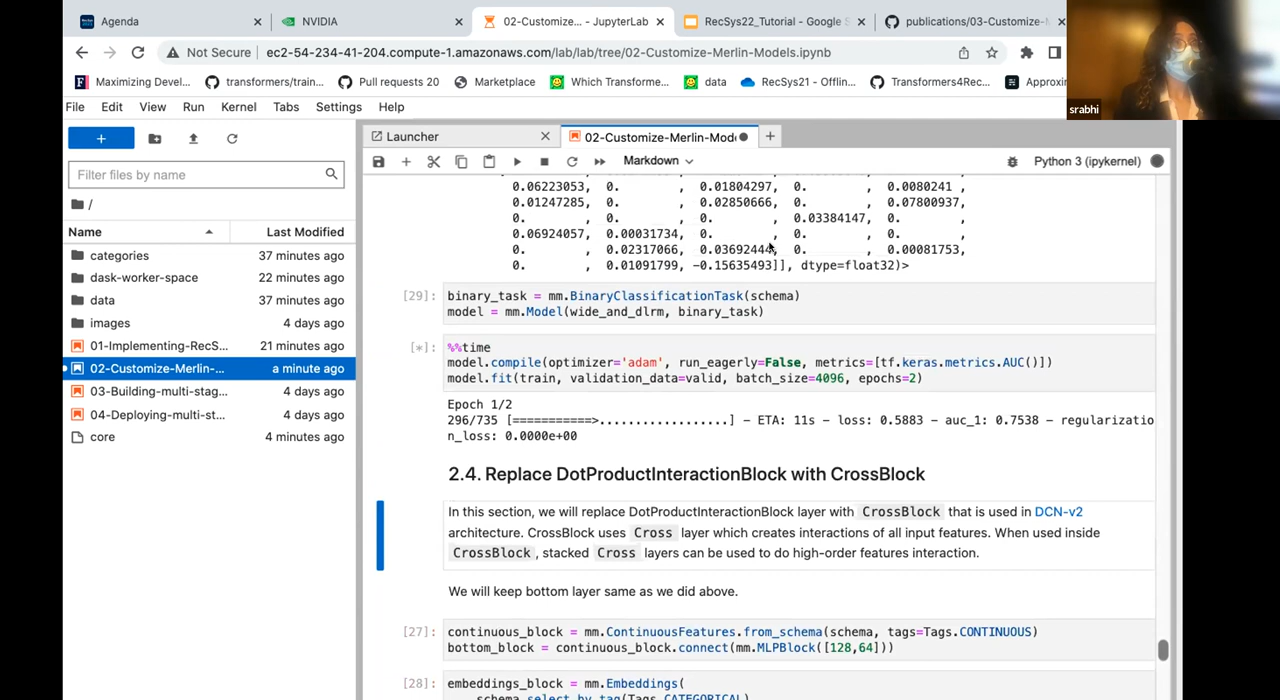 Agenda
NVIDIA
02-Customize... - JupyterLab
RecSys22_Tutorial - Google S
publications/03-Customize-M
Not Secure
ec2-54-234-41-204.compute-1.amazonaws.com/lab/lab/tree/02-Customize-Merlin-Models.ipynb
Maximizing Devel...
transformers/train...
Pull requests 20
Marketplace
Which Transforme...
data
RecSys21 - Offlin...
Transformers4Rec...
Approxin
srabhi
File Edit View Run Kernel Tabs Settings Help
Launcher
02-Customize-Merlin-Mode
Markdown
Python 3 (ipykernel)
Filter files by name
/
Name Last Modified
categories 37 minutes ago
dask-worker-space 22 minutes ago
data 37 minutes ago
images 4 days ago
01-Implementing-RecS... 21 minutes ago
02-Customize-Merlin-... a minute ago
03-Building-multi-stag... 4 days ago
04-Deploying-multi-st... 4 days ago
core 4 minutes ago
0.06223053, 0. , 0.01804297, 0. , 0.0080241 ,
0.01247285, 0. , 0.02850666, 0. , 0.07800937,
0. , 0. , 0. , 0.03384147, 0. ,
0.06924057, 0.00031734, 0. , 0. , 0. ,
0. , 0.02317066, 0.03692444, 0. , 0.00081753,
0. , 0.01091799, -0.15635493]], dtype=float32)>
[29]: binary_task = mm.BinaryClassificationTask(schema)
model = mm.Model(wide_and_dlrm, binary_task)
[*]: %%time
model.compile(optimizer='adam', run_eagerly=False, metrics=[tf.keras.metrics.AUC()])
model.fit(train, validation_data=valid, batch_size=4096, epochs=2)
Epoch 1/2
296/735 [===========>..................] - ETA: 11s - loss: 0.5883 - auc_1: 0.7538 - regularizatio
n_loss: 0.0000e+00
2.4. Replace DotProductInteractionBlock with CrossBlock
In this section, we will replace DotProductInteractionBlock layer with CrossBlock that is used in DCN-v2
architecture. CrossBlock uses Cross layer which creates interactions of all input features. When used inside
CrossBlock, stacked Cross layers can be used to do high-order features interaction.
We will keep bottom layer same as we did above.
[27]: continuous_block = mm.ContinuousFeatures.from_schema(schema, tags=Tags.CONTINUOUS)
bottom_block = continuous_block.connect(mm.MLPBlock([128,64]))
[28]: embeddings_block = mm.Embeddings(
schema.select_by_tag(Tags.CATEGORICAL)